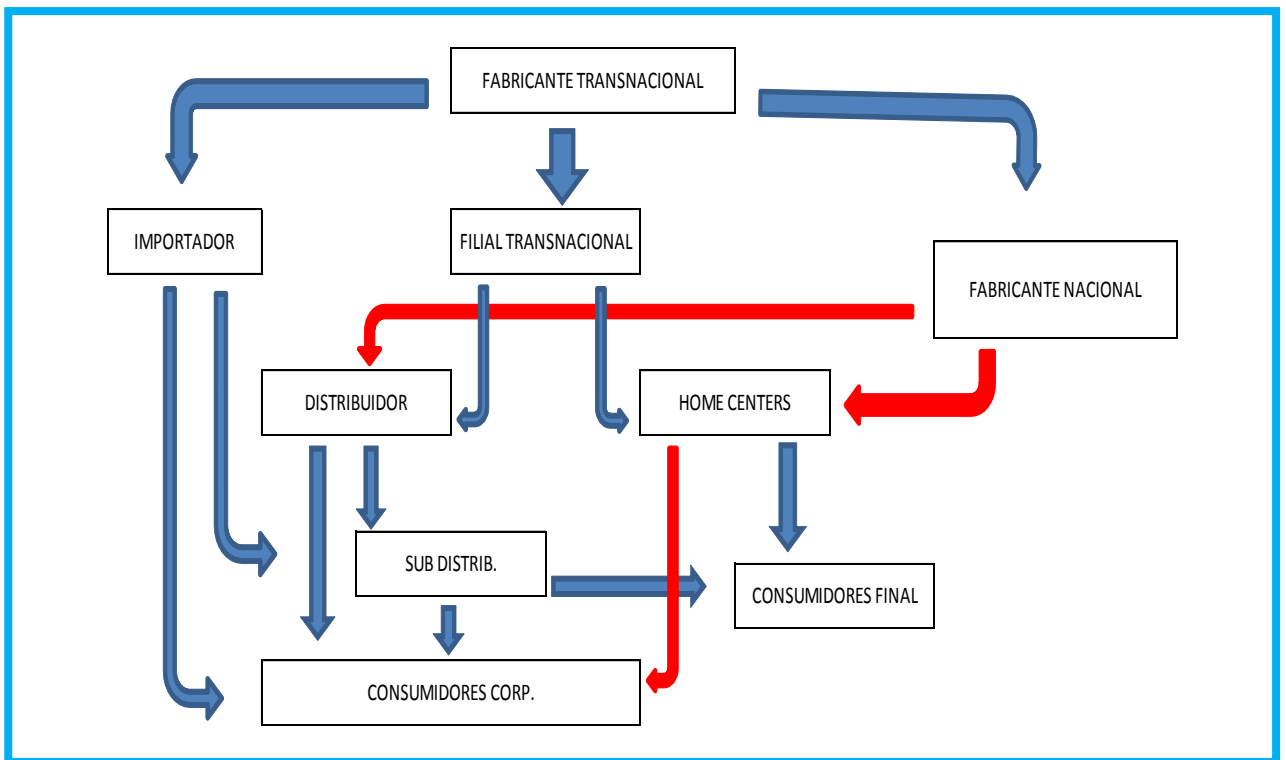 FABRICANTE TRANSNACIONAL
IMPORTADOR
FILIAL TRANSNACIONAL
FABRICANTE NACIONAL
DISTRIBUIDOR
HOME CENTERS
SUB DISTRIB.
CONSUMIDORES FINAL
CONSUMIDORES CORP.